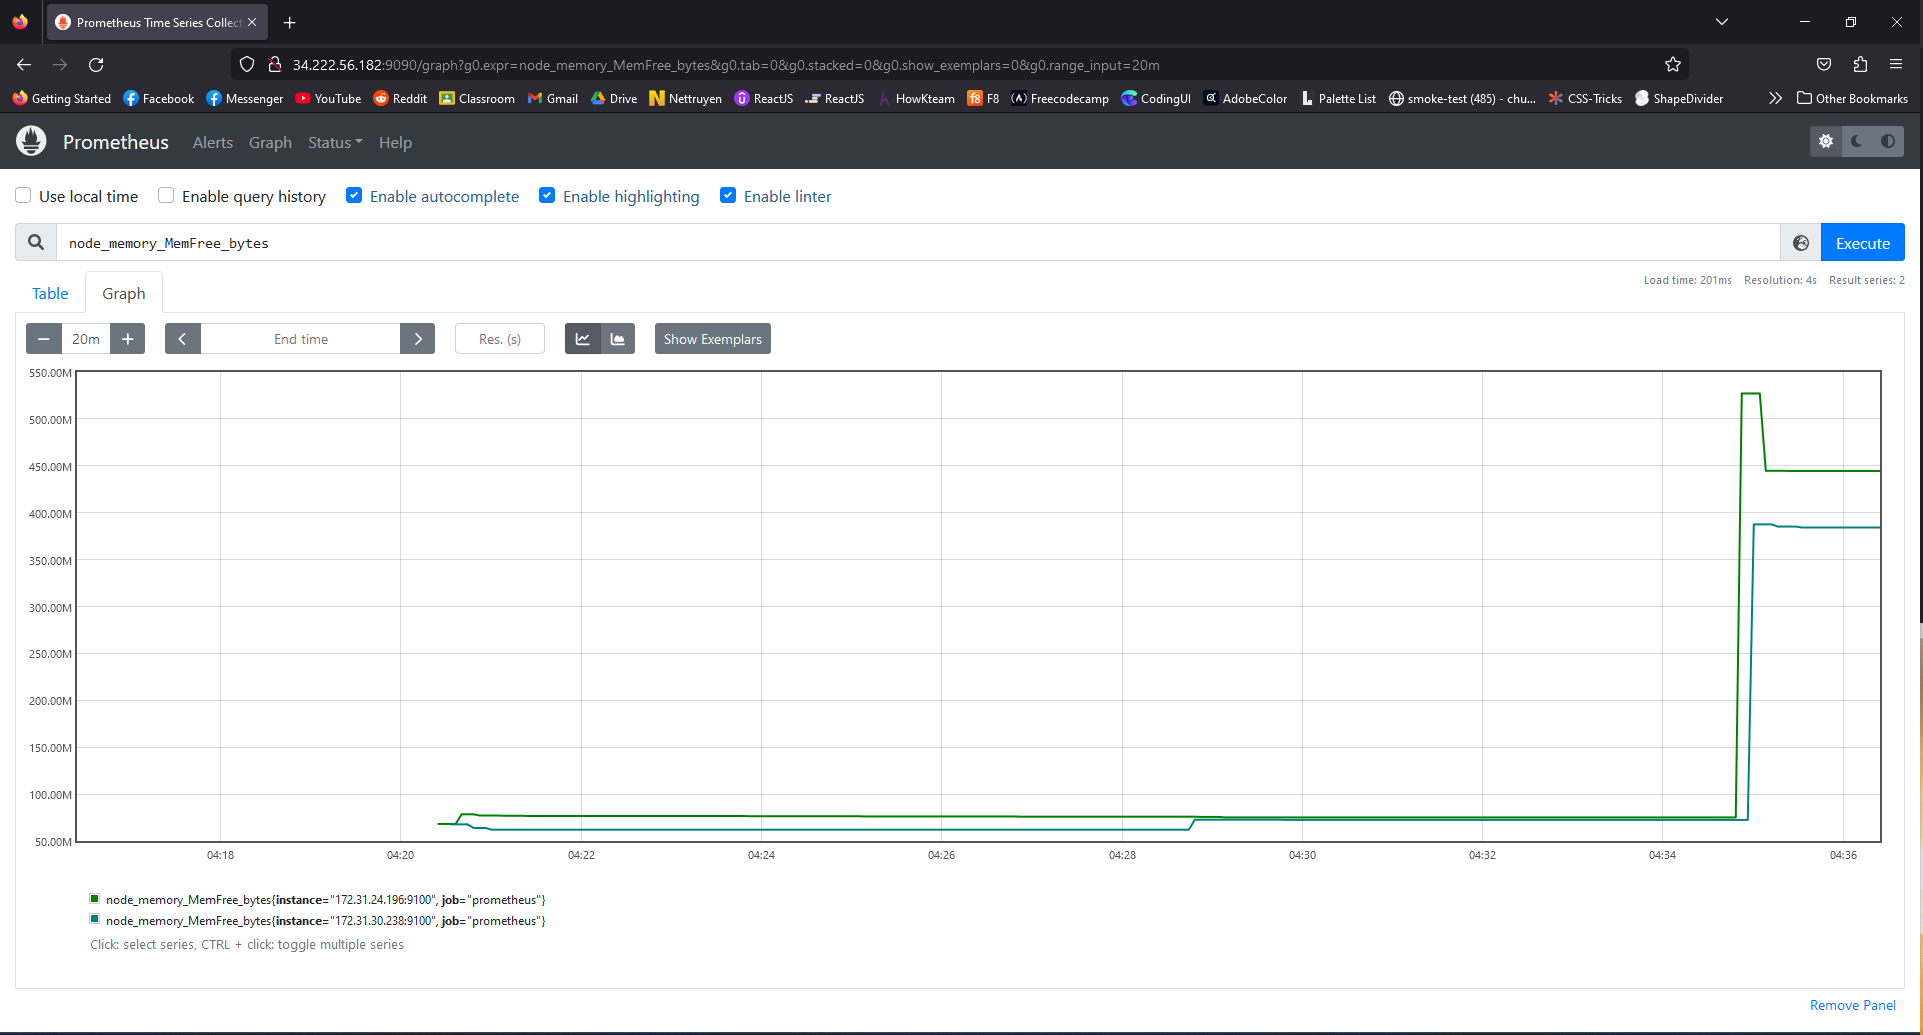 Prometheus Time Series Collec
34.222.56.182:9090/graph?g0.expr=node_memory_MemFree_bytes&g0.tab=0&g0.stacked=0&g0.show_exemplars=0&g0.range_input=20m
Getting Started Facebook Messenger YouTube Reddit Classroom Gmail Drive Nettruyen ReactJS ReactJS HowKteam F8 Freecodecamp CodingUI AdobeColor Palette List smoke-test (485) - chu... CSS-Tricks ShapeDivider Other Bookmarks
Prometheus Alerts Graph Status Help
Use local time Enable query history Enable autocomplete Enable highlighting Enable linter
node_memory_MemFree_bytes Execute
Load time: 201ms Resolution: 4s Result series: 2
Table Graph
20m End time Res. (s) Show Exemplars
550.00M
500.00M
450.00M
400.00M
350.00M
300.00M
250.00M
200.00M
150.00M
100.00M
50.00M
04:18 04:20 04:22 04:24 04:26 04:28 04:30 04:32 04:34 04:36
node_memory_MemFree_bytes{instance="172.31.24.196:9100", job="prometheus"}
node_memory_MemFree_bytes{instance="172.31.30.238:9100", job="prometheus"}
Click: select series, CTRL + click: toggle multiple series
Remove Panel